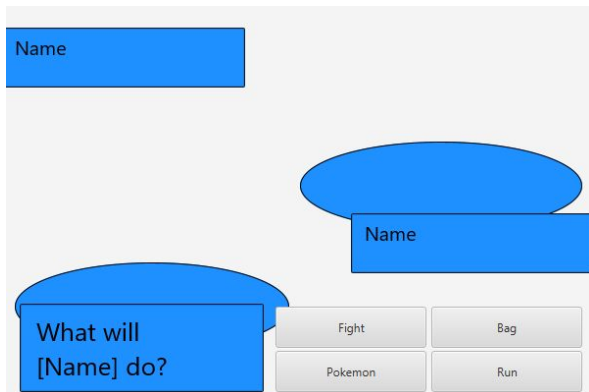 Name
Name
What will
[Name] do?
Fight
Bag
Pokemon
Run